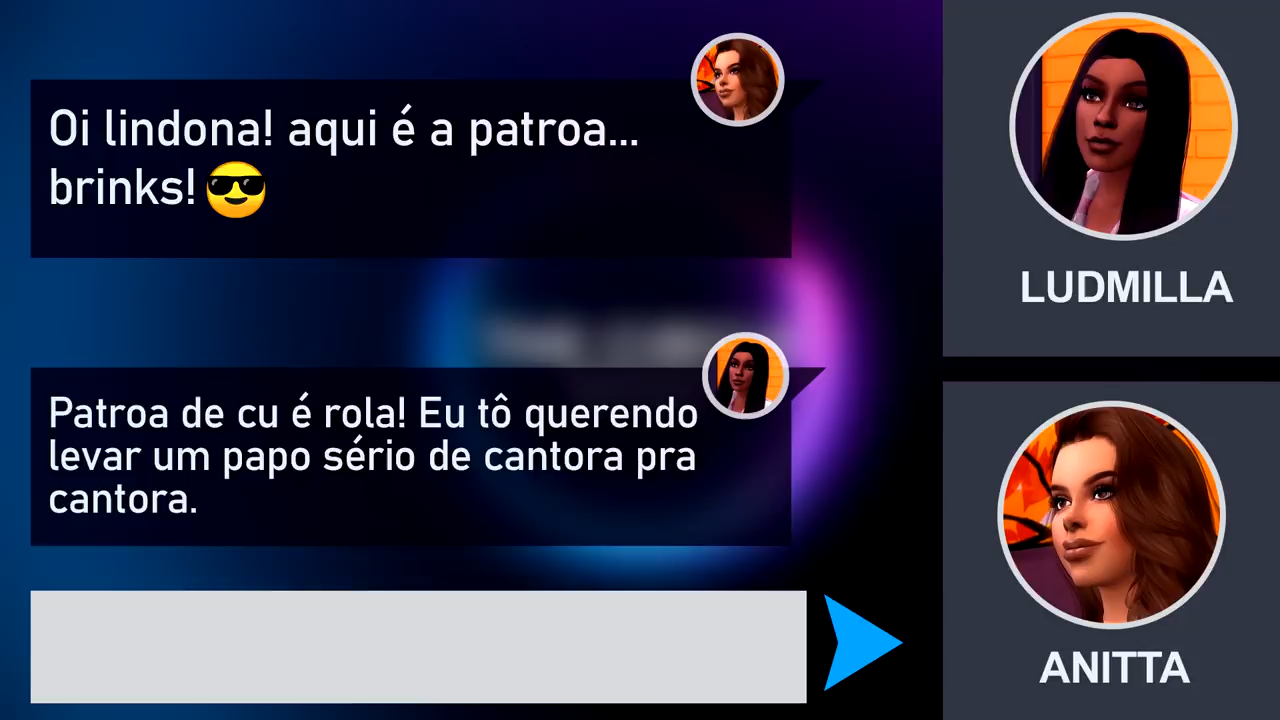 Oi lindona! aqui é a patroa...
brinks!😎
LUDMILLA
Patroa de cu é rola! Eu tô querendo
levar um papo sério de cantora pra
cantora.
ANITTA